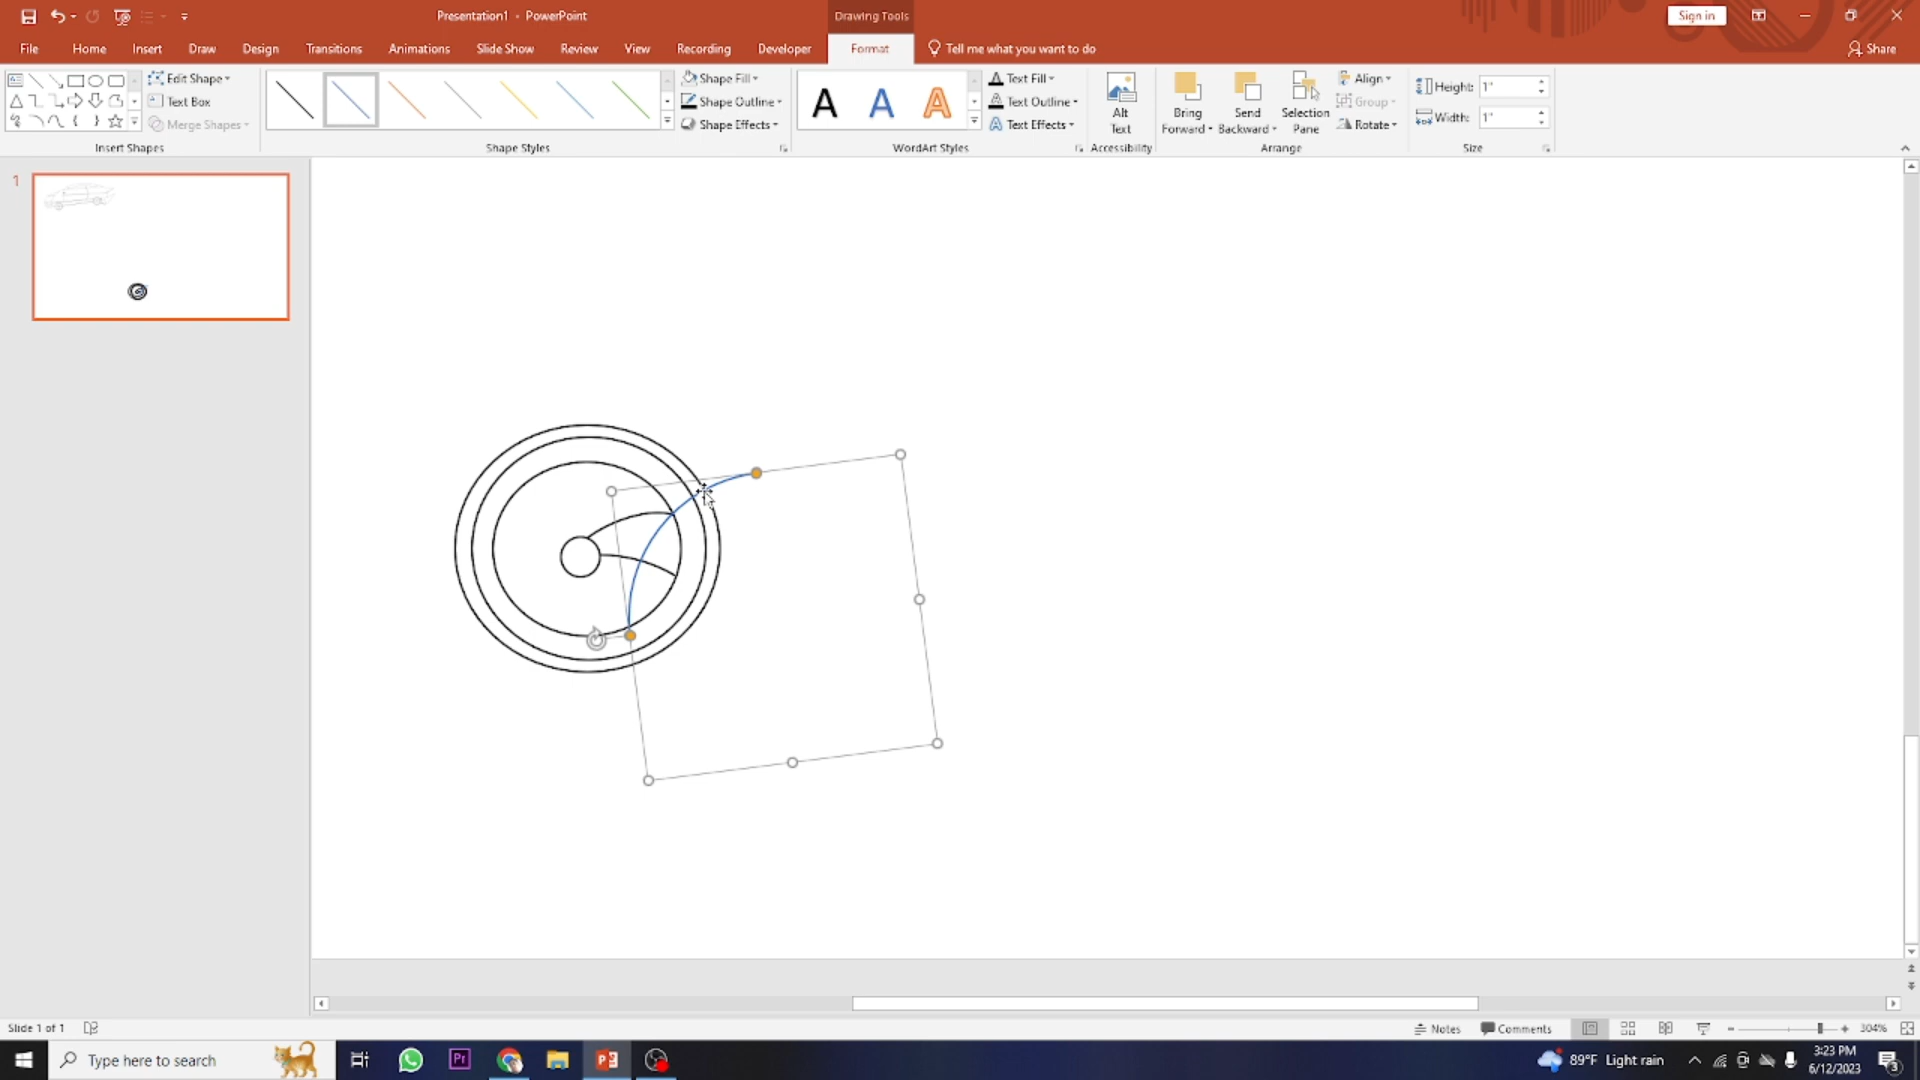 Presentation1 - PowerPoint
Drawing Tools
Sign in
File Home Insert Draw Design Transitions Animations Slide Show Review View Recording Developer Format Tell me what you want to do Share
Edit Shape
Text Box
Merge Shapes
Insert Shapes
Shape Fill
Shape Outline
Shape Effects
Shape Styles
A A A
Text Fill
Text Outline
Text Effects
WordArt Styles
Alt
Text
Accessibility
Bring
Forward
Send
Backward
Selection
Pane
Align
Group
Rotate
Arrange
Height: 1"
Width: 1"
Size
1
Slide 1 of 1
Notes Comments 304%
Type here to search
Pr
89°F Light rain
3:23 PM
6/12/2023
3